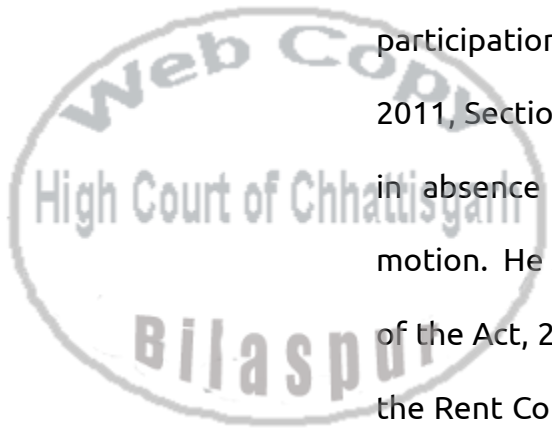 Web Copy
High Court of Chhattisgarh
Bilaspur
participation
2011, Section
in absence
motion. He
of the Act, 2
the Rent Co